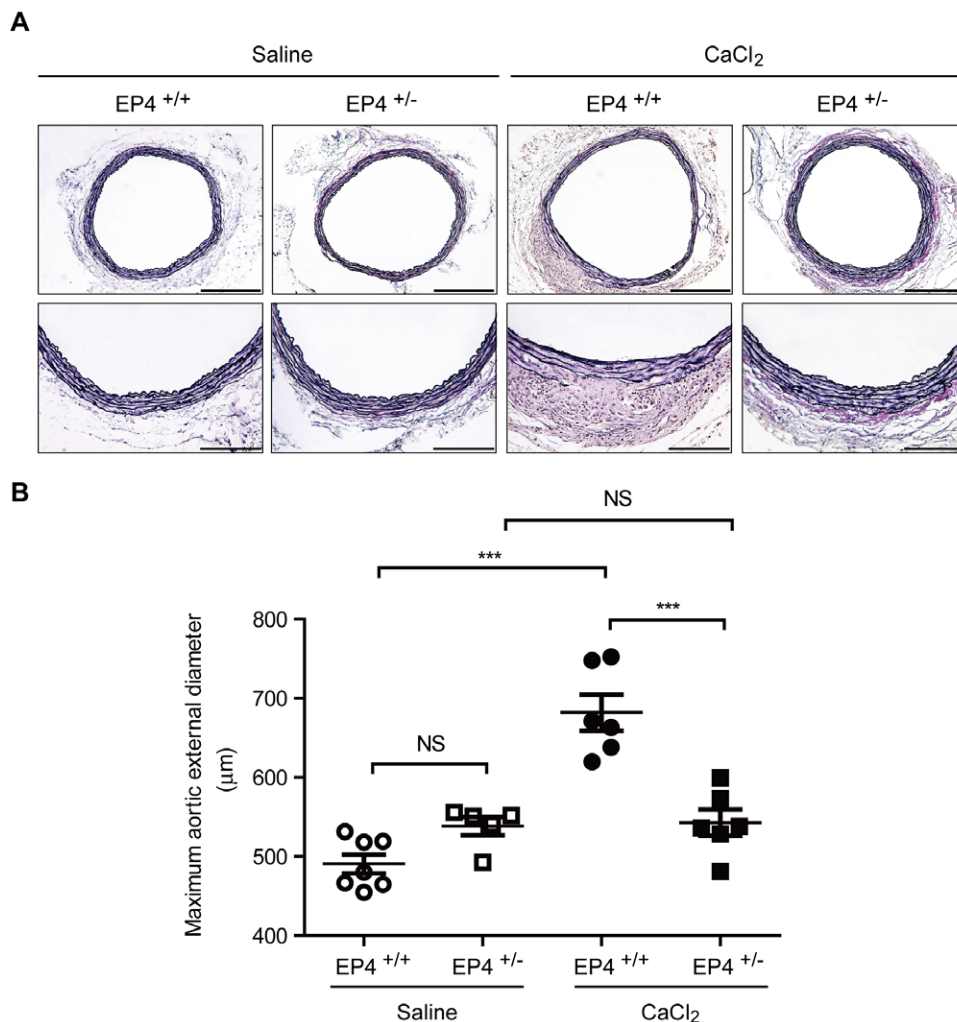 A
Saline CaCl₂
EP4 +/+ EP4 +/- EP4 +/+ EP4 +/-
B
NS
***
***
NS
Maximum aortic external diameter
(μm)
800
700
600
500
400
EP4 +/+ EP4 +/- EP4 +/+ EP4 +/-
Saline CaCl₂